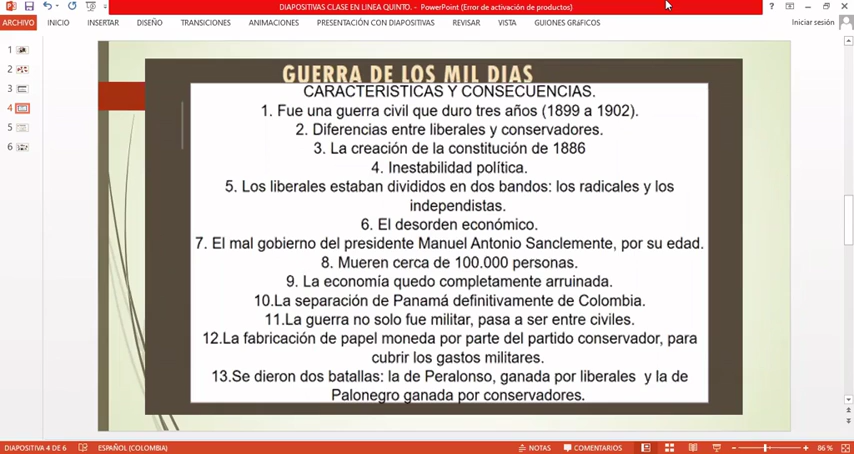 DIAPOSITIVAS CLASE EN LINEA QUINTO. - PowerPoint (Error de activación de productos)
ARCHIVO INICIO INSERTAR DISEÑO TRANSICIONES ANIMACIONES PRESENTACIÓN CON DIAPOSITIVAS REVISAR VISTA GUIONES GRáFICOS Iniciar sesión
1
2
3
4
5
6
GUERRA DE LOS MIL DIAS
CARACTERISTICAS Y CONSECUENCIAS.
1. Fue una guerra civil que duro tres años (1899 a 1902).
2. Diferencias entre liberales y conservadores.
3. La creación de la constitución de 1886
4. Inestabilidad política.
5. Los liberales estaban divididos en dos bandos: los radicales y los
independistas.
6. El desorden económico.
7. El mal gobierno del presidente Manuel Antonio Sanclemente, por su edad.
8. Mueren cerca de 100.000 personas.
9. La economía quedo completamente arruinada.
10.La separación de Panamá definitivamente de Colombia.
11.La guerra no solo fue militar, pasa a ser entre civiles.
12.La fabricación de papel moneda por parte del partido conservador, para
cubrir los gastos militares.
13.Se dieron dos batallas: la de Peralonso, ganada por liberales y la de
Palonegro ganada por conservadores.
DIAPOSITIVA 4 DE 6 ESPAÑOL (COLOMBIA) NOTAS COMENTARIOS 86 %